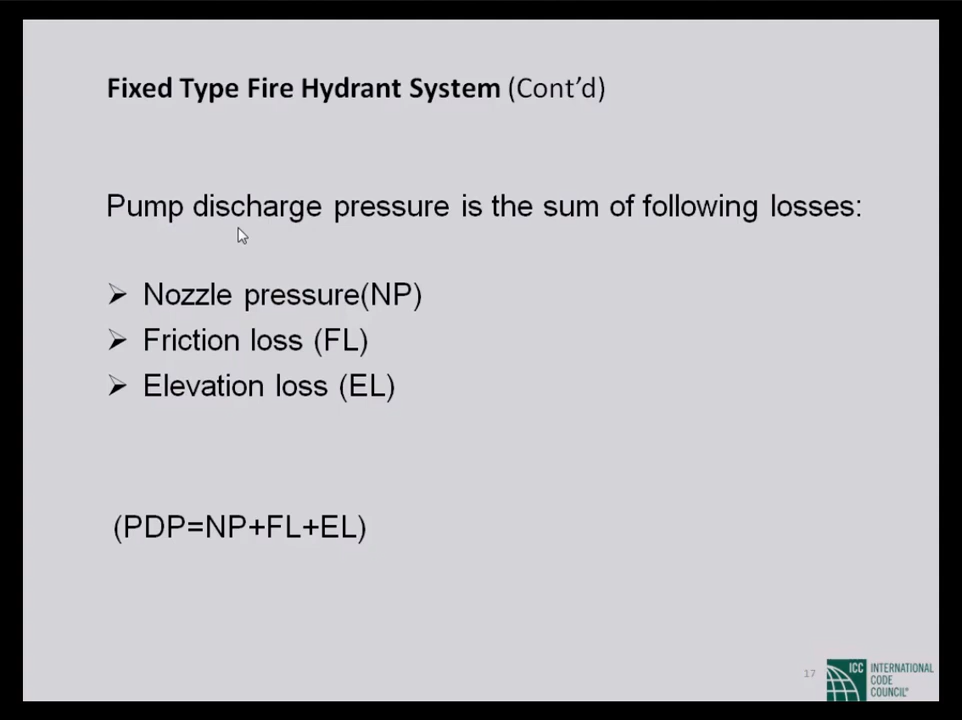 Fixed Type Fire Hydrant System (Cont’d)
Pump discharge pressure is the sum of following losses:
➢ Nozzle pressure(NP)
➢ Friction loss (FL)
➢ Elevation loss (EL)
(PDP=NP+FL+EL)
17
ICC INTERNATIONAL
CODE
COUNCIL®